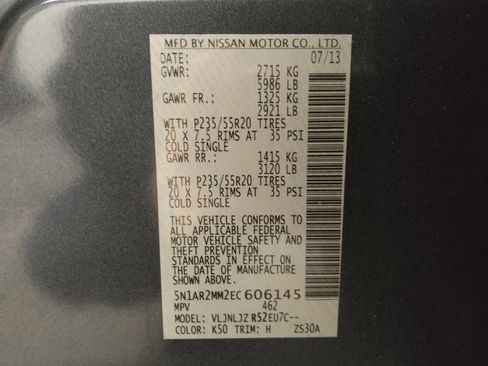 MFD BY NISSAN MOTOR CO., LTD.
DATE: 07/13
GVWR: 2715 KG
5986 LB
GAWR FR.: 1325 KG
2921 LB
WITH P235/55R20 TIRES
20 X 7.5 RIMS AT 35 PSI
COLD SINGLE
GAWR RR.: 1415 KG
3120 LB
WITH P235/55R20 TIRES
20 X 7.5 RIMS AT 35 PSI
COLD SINGLE
THIS VEHICLE CONFORMS TO
ALL APPLICABLE FEDERAL
MOTOR VEHICLE SAFETY AND
THEFT PREVENTION
STANDARDS IN EFFECT ON
THE DATE OF MANUFACTURE
SHOWN ABOVE.
5N1AR2MM2EC606145
MPV 462
MODEL: VLJNLJZ R52EU7C--
COLOR: K50 TRIM: H ZS30A